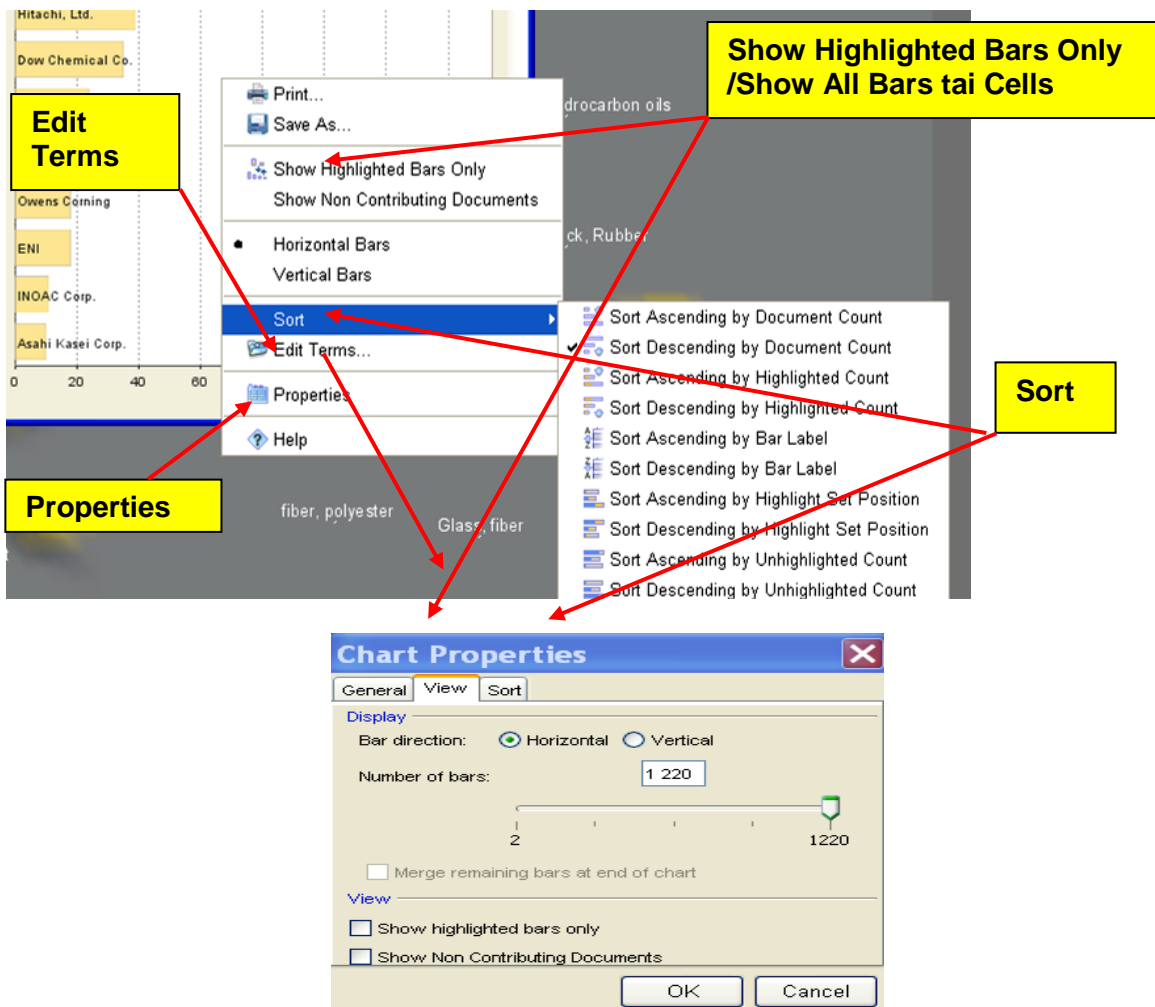 Hitachi, Ltd.
Dow Chemical Co.
Owens Corning
ENI
INOAC Corp.
Asahi Kasei Corp.
0 20 40 60
Edit
Terms
Properties
Print...
Save As...
Show Highlighted Bars Only
Show Non Contributing Documents
Horizontal Bars
Vertical Bars
Sort
Edit Terms...
Properties
Help
Show Highlighted Bars Only
/Show All Bars tai Cells
drocarbon oils
ck, Rubber
Sort Ascending by Document Count
Sort Descending by Document Count
Sort Ascending by Highlighted Count
Sort Descending by Highlighted Count
Sort Ascending by Bar Label
Sort Descending by Bar Label
Sort Ascending by Highlight Set Position
Sort Descending by Highlight Set Position
Sort Ascending by Unhighlighted Count
Sort Descending by Unhighlighted Count
Sort
fiber, polyester
Glass, fiber
Chart Properties
General View Sort
Display
Bar direction: Horizontal Vertical
Number of bars: 1 220
2 1220
Merge remaining bars at end of chart
View
Show highlighted bars only
Show Non Contributing Documents
OK Cancel